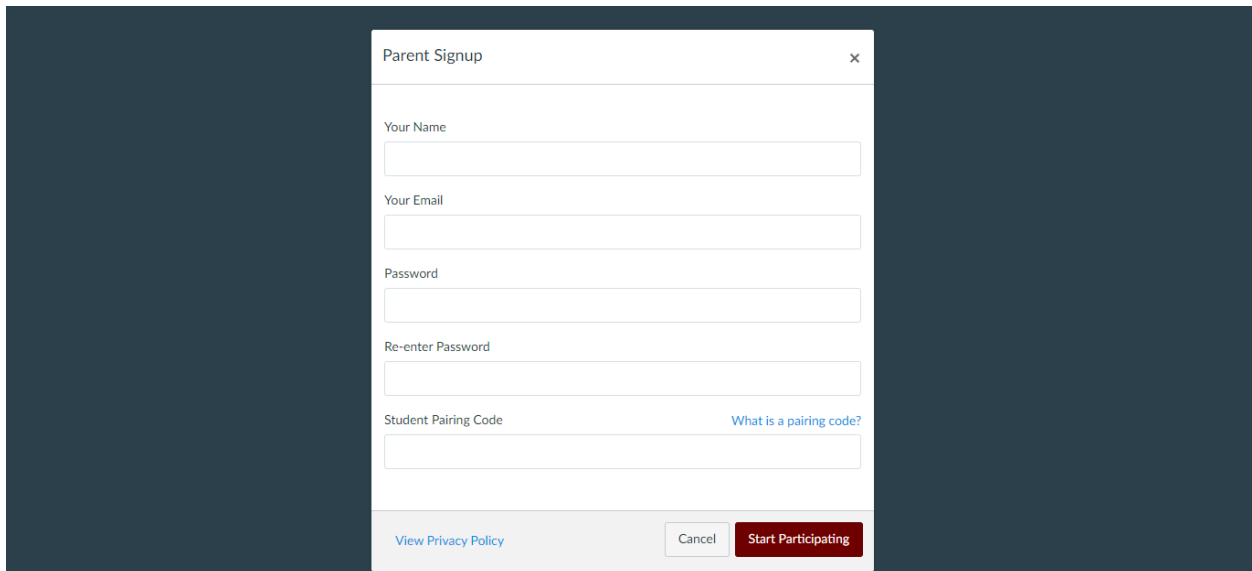 Parent Signup ×
Your Name
Your Email
Password
Re-enter Password
Student Pairing Code What is a pairing code?
View Privacy Policy Cancel Start Participating